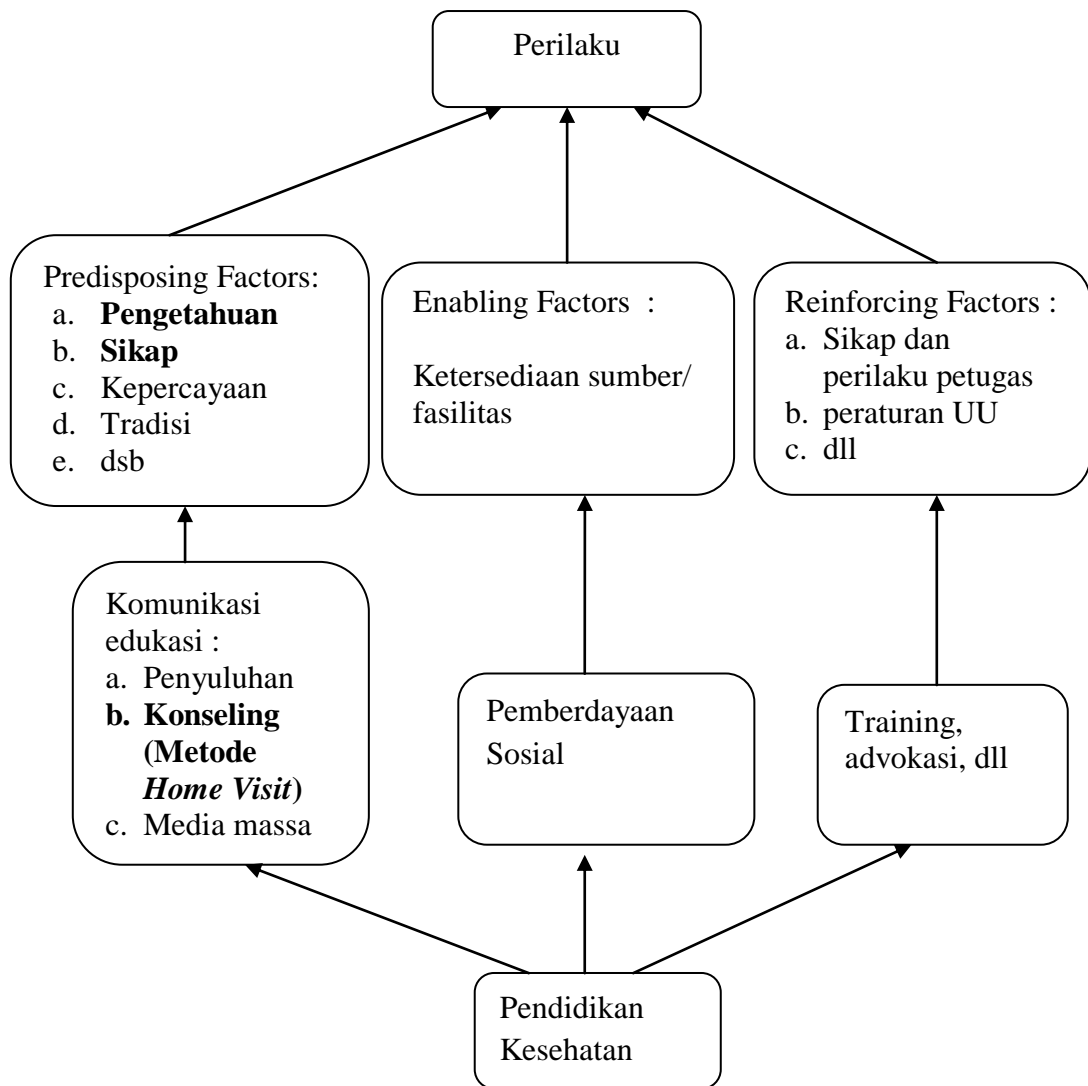 Perilaku
Predisposing Factors:
a. Pengetahuan
b. Sikap
c. Kepercayaan
d. Tradisi
e. dsb
Enabling Factors :
Ketersediaan sumber/
fasilitas
Reinforcing Factors :
a. Sikap dan
perilaku petugas
b. peraturan UU
c. dll
Komunikasi
edukasi :
a. Penyuluhan
b. Konseling
(Metode
Home Visit)
c. Media massa
Pemberdayaan
Sosial
Training,
advokasi, dll
Pendidikan
Kesehatan